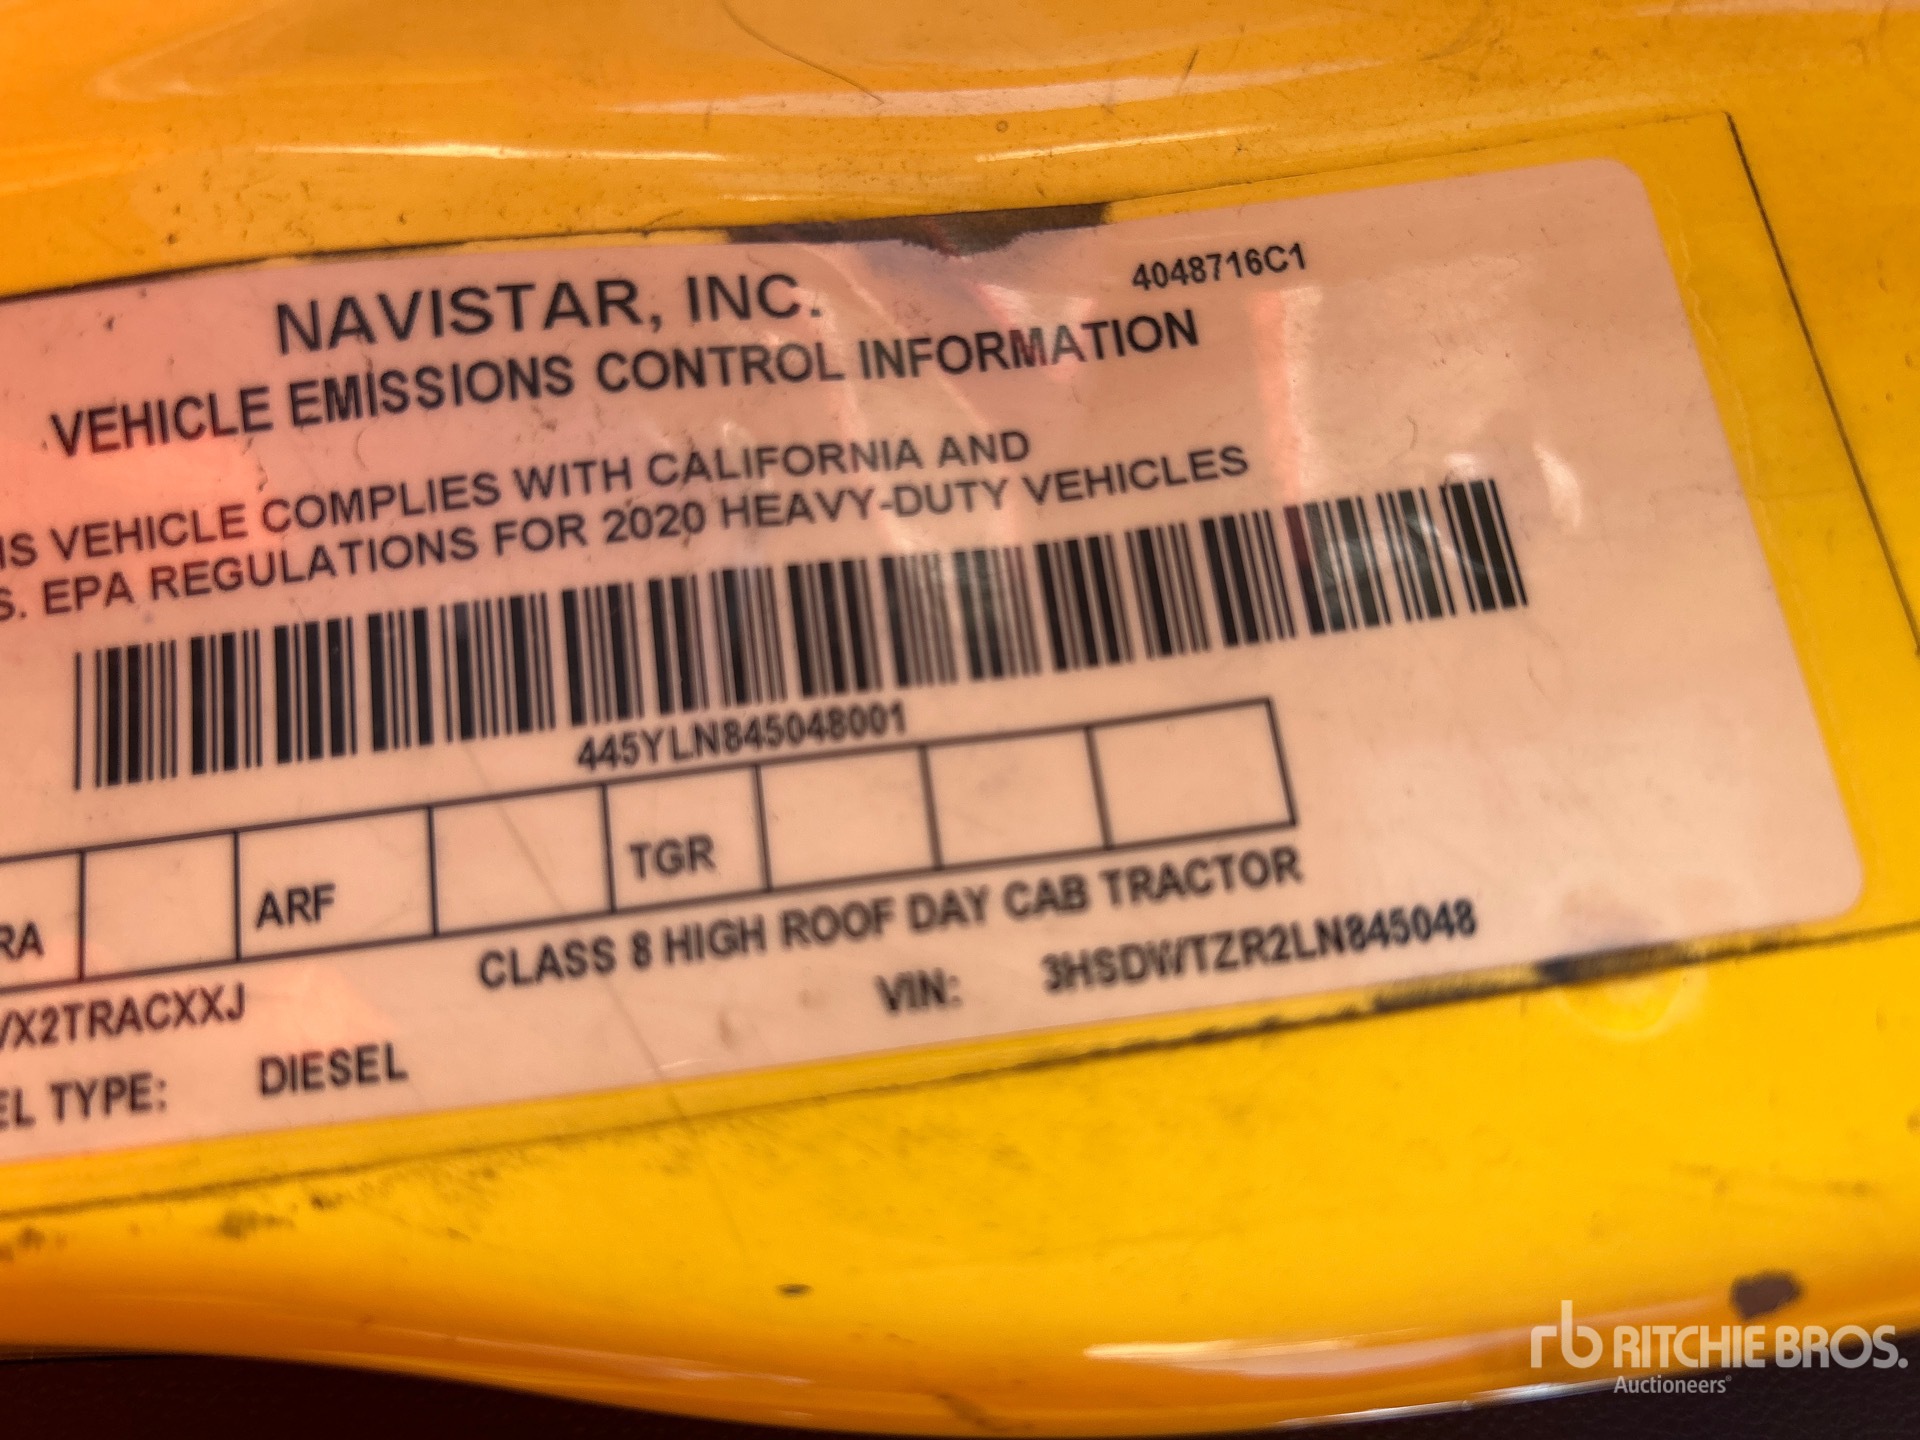 NAVISTAR, INC.
4048716C1
VEHICLE EMISSIONS CONTROL INFORMATION
IS VEHICLE COMPLIES WITH CALIFORNIA AND
S. EPA REGULATIONS FOR 2020 HEAVY-DUTY VEHICLES
445YLN845048001
RA ARF TGR
CLASS 8 HIGH ROOF DAY CAB TRACTOR
VX2TRACXXJ
VIN: 3HSDWTZR2LN845048
EL TYPE: DIESEL
rb RITCHIE BROS.
Auctioneers®